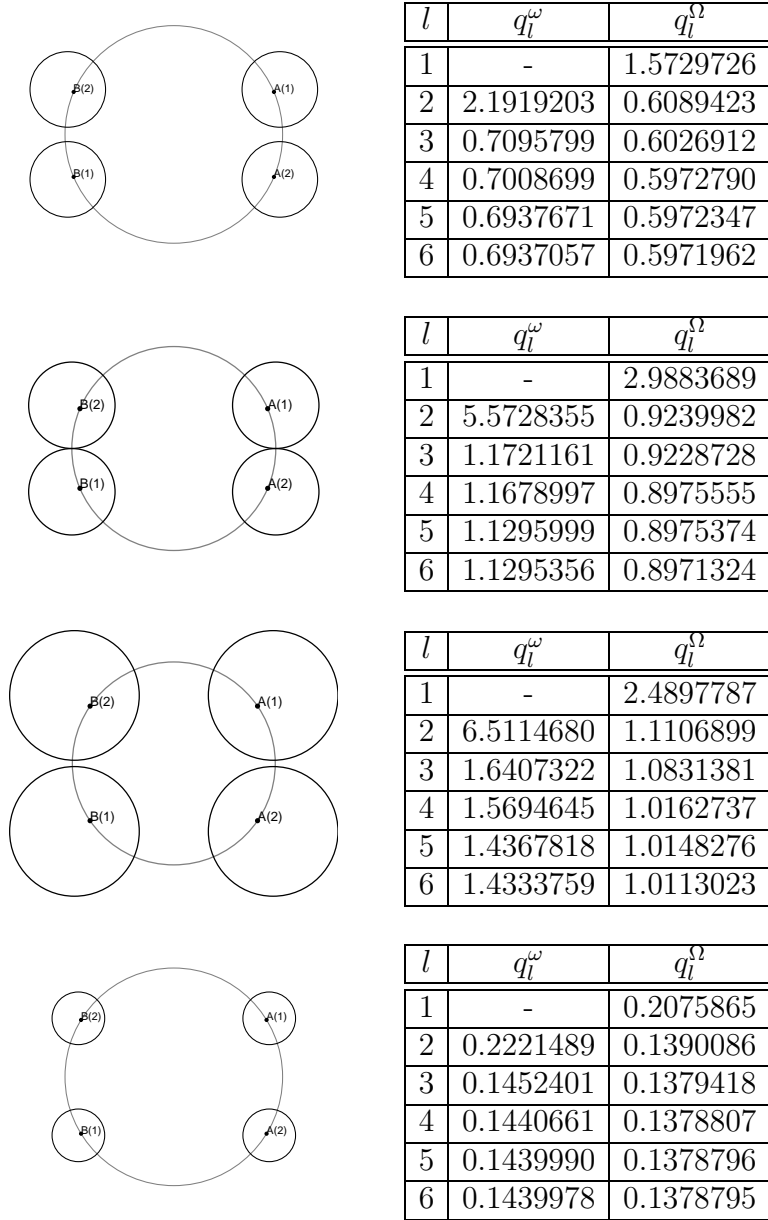 B(2) A(1)
B(1) A(2)
l q_l^ω q_l^Ω
1 - 1.5729726
2 2.1919203 0.6089423
3 0.7095799 0.6026912
4 0.7008699 0.5972790
5 0.6937671 0.5972347
6 0.6937057 0.5971962
B(2) A(1)
B(1) A(2)
l q_l^ω q_l^Ω
1 - 2.9883689
2 5.5728355 0.9239982
3 1.1721161 0.9228728
4 1.1678997 0.8975555
5 1.1295999 0.8975374
6 1.1295356 0.8971324
B(2) A(1)
B(1) A(2)
l q_l^ω q_l^Ω
1 - 2.4897787
2 6.5114680 1.1106899
3 1.6407322 1.0831381
4 1.5694645 1.0162737
5 1.4367818 1.0148276
6 1.4333759 1.0113023
B(2) A(1)
B(1) A(2)
l q_l^ω q_l^Ω
1 - 0.2075865
2 0.2221489 0.1390086
3 0.1452401 0.1379418
4 0.1440661 0.1378807
5 0.1439990 0.1378796
6 0.1439978 0.1378795